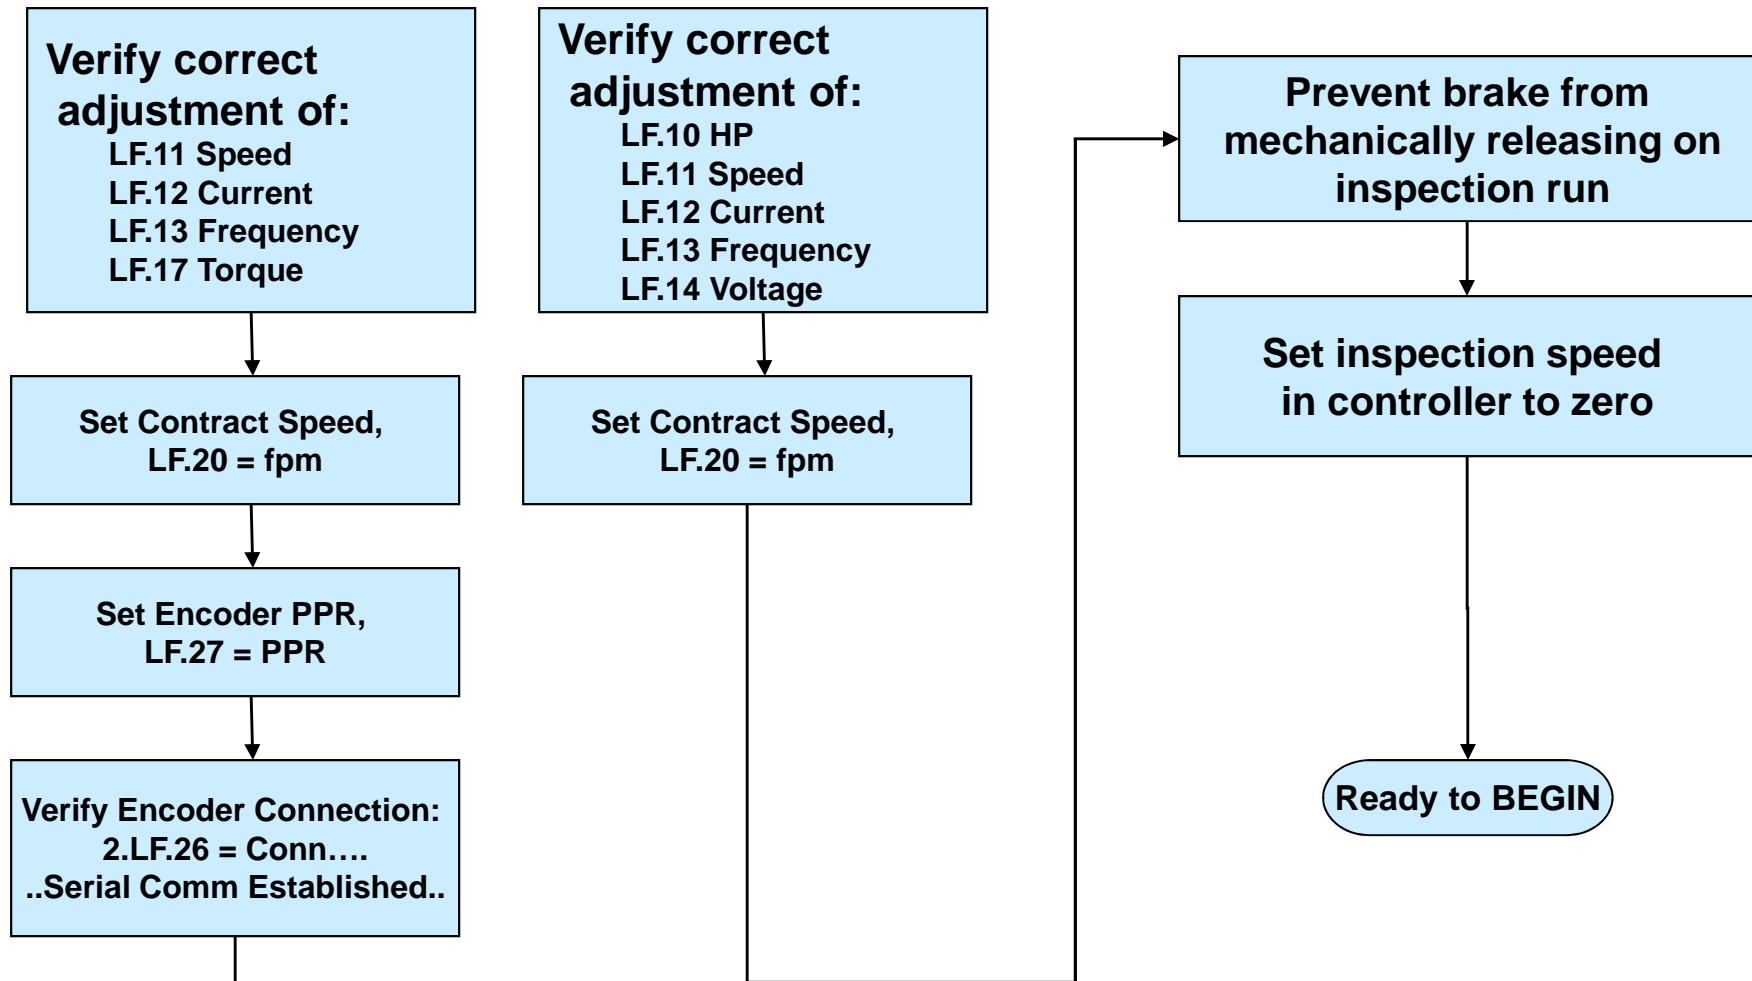 Verify correct
adjustment of:
LF.11 Speed
LF.12 Current
LF.13 Frequency
LF.17 Torque
Set Contract Speed,
LF.20 = fpm
Set Encoder PPR,
LF.27 = PPR
Verify Encoder Connection:
2.LF.26 = Conn....
..Serial Comm Established..
Verify correct
adjustment of:
LF.10 HP
LF.11 Speed
LF.12 Current
LF.13 Frequency
LF.14 Voltage
Set Contract Speed,
LF.20 = fpm
Prevent brake from
mechanically releasing on
inspection run
Set inspection speed
in controller to zero
Ready to BEGIN